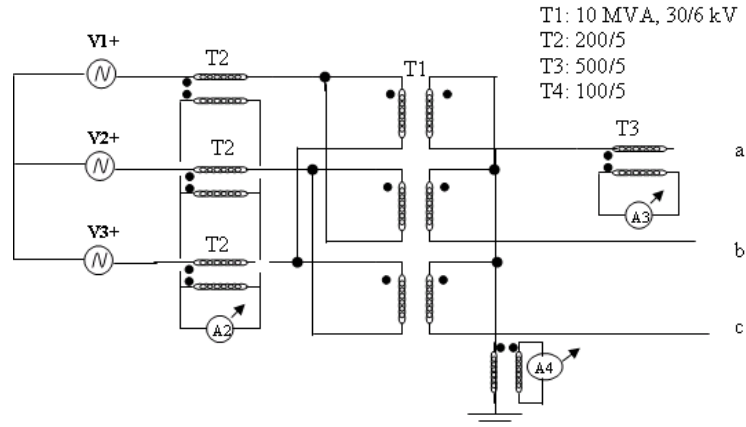 T1: 10 MVA, 30/6 kV
T2: 200/5
T3: 500/5
T4: 100/5
V1+
T2
T1
V2+
T2
T3
a
A3
V3+
T2
b
A2
c
A4